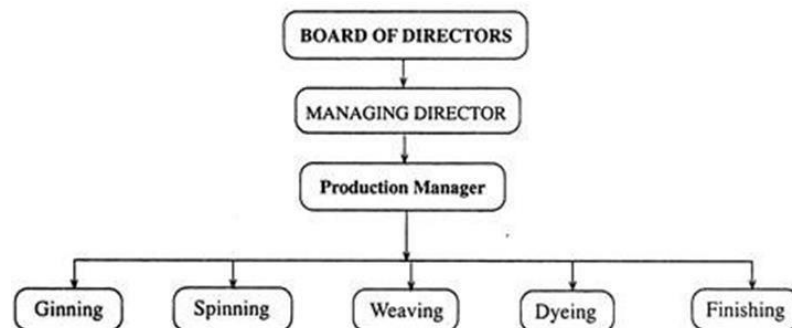 BOARD OF DIRECTORS
MANAGING DIRECTOR
Production Manager
Ginning
Spinning
Weaving
Dyeing
Finishing